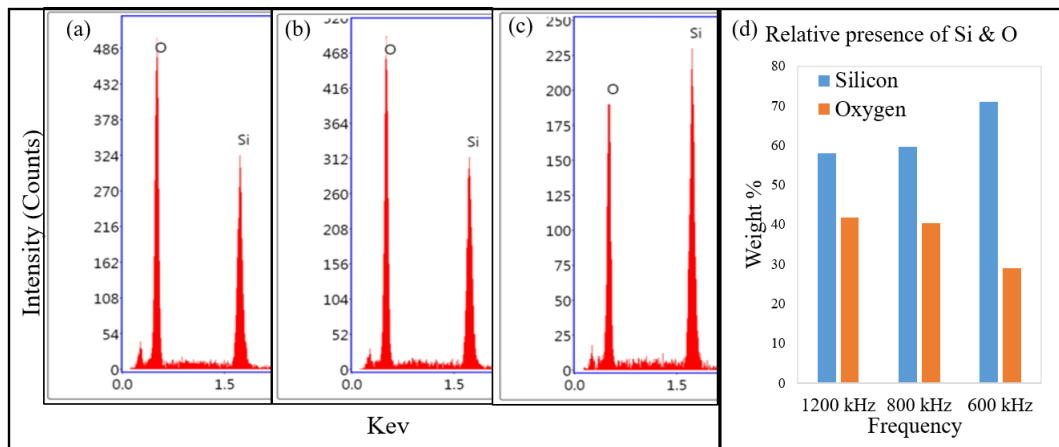 Intensity (Counts)
(a)
O
Si
486
432
378
324
270
216
162
108
54
0
0.0
1.5
(b)
O
Si
520
468
416
364
312
260
208
156
104
52
0
0.0
1.5
(c)
O
Si
250
225
200
175
150
125
100
75
50
25
0
0.0
1.5
Kev
(d) Relative presence of Si & O
Silicon
Oxygen
Weight %
80
70
60
50
40
30
20
10
0
1200 kHz 800 kHz 600 kHz
Frequency